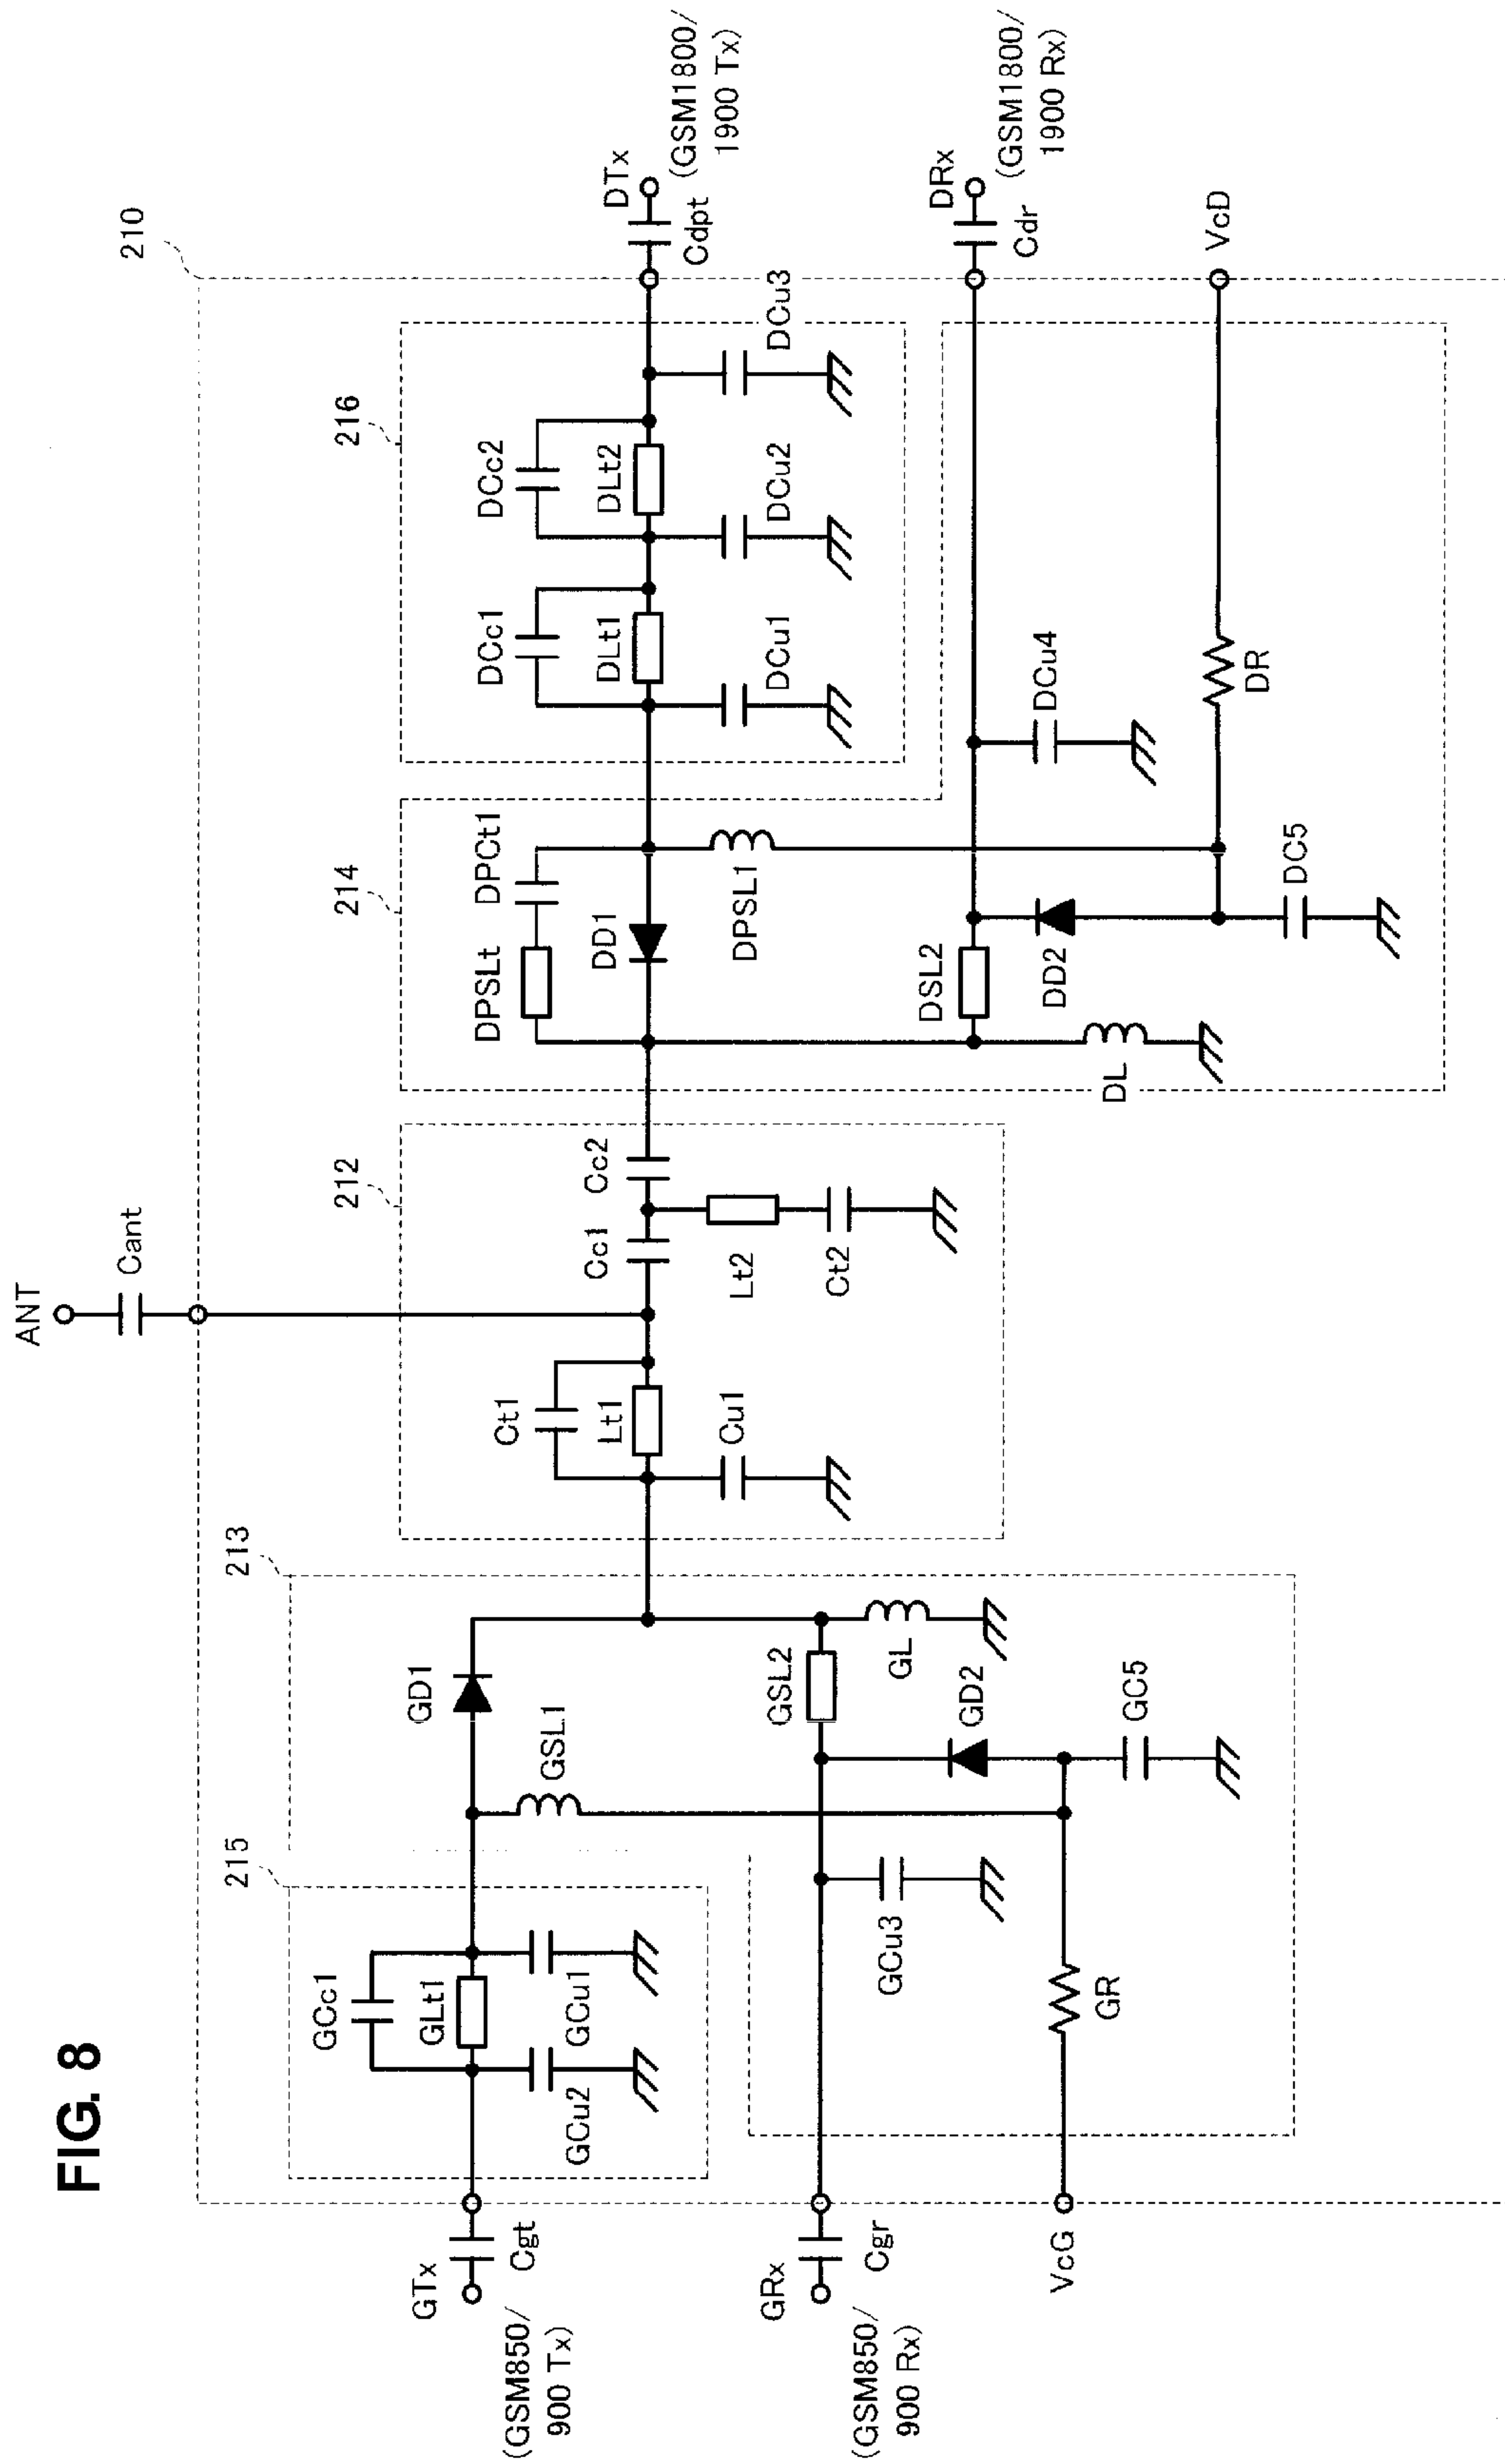 FIG. 8
ANT
Cant
210
212
213
214
215
216
GTx
(GSM850/
900 Tx)
Cgt
GCc1
GLt1
GCu2
GCu1
GD1
GSL1
GRx
(GSM850/
900 Rx)
Cgr
GCu3
GSL2
GL
GD2
GC5
VcG
GR
Ct1
Lt1
Cu1
Cc1
Cc2
Lt2
Ct2
DPSLt
DPCt1
DD1
DPSL1
DSL2
DL
DD2
DC5
DCc1
DLt1
DCu1
DCc2
DLt2
DCu2
DCu3
DTx
Cdpt
(GSM1800/
1900 Tx)
DCu4
DRx
Cdr
(GSM1800/
1900 Rx)
DR
VcD